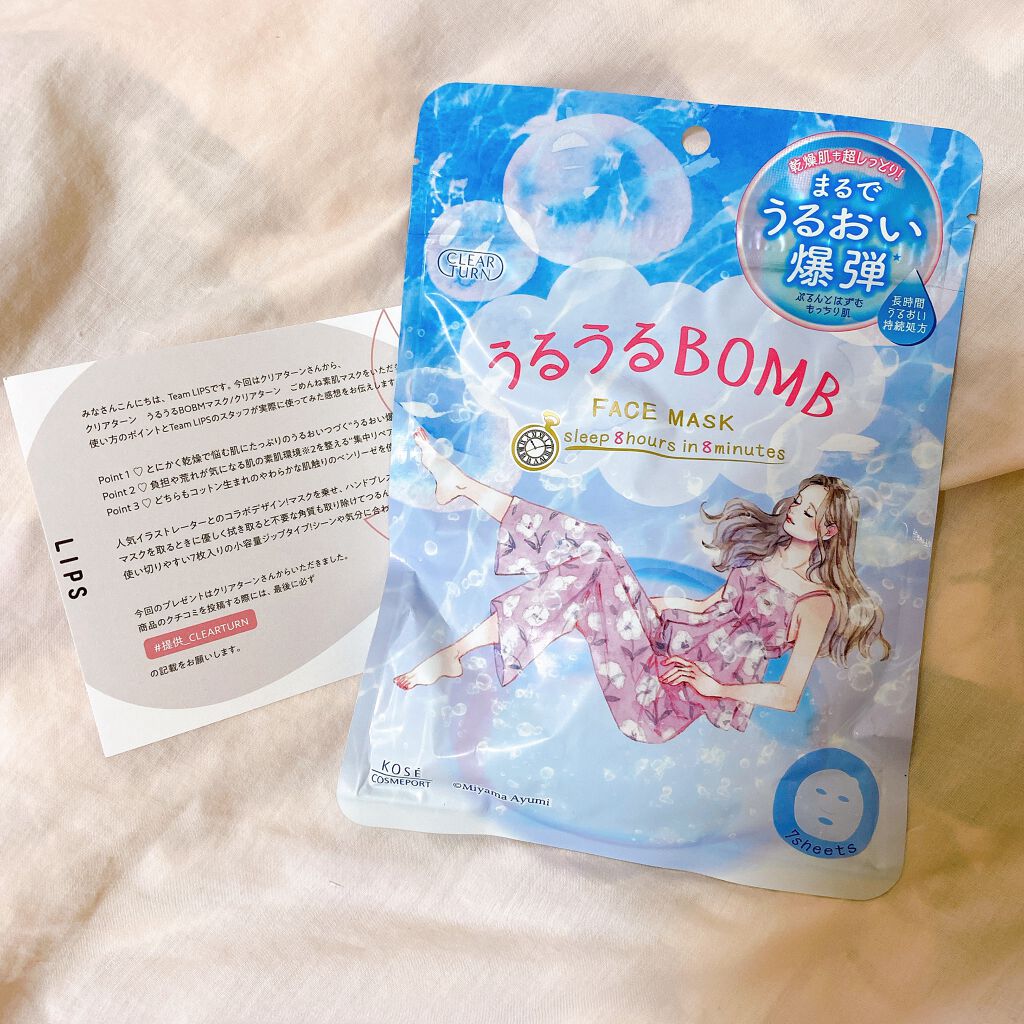 みなさんこんにちは、Team LIPSです。今回はクリアターンさんから、
クリアターン うるうるBOBMマスク/クリアターン ごめんね素肌マスクをいただき
使い方のポイントとTeam LIPSのスタッフが実際に使ってみた感想をお伝えします
Point 1 ♡ とにかく乾燥で悩む肌にたっぷりのうるおいつづく"うるおい爆
Point 2 ♡ 負担や荒れが気になる肌の素肌環境※2を整える"集中リペア
Point 3 ♡ どちらもコットン生まれのやわらかな肌触りのベンリーゼを使
人気イラストレーターとのコラボデザイン!マスクを乗せ、ハンドプレス
マスクを取るときに優しく拭き取ると不要な角質も取り除けてつるん
使い切りやすい7枚入りの小容量ジップタイプ!シーンや気分に合わ
今回のプレゼントはクリアターンさんからいただきました。
商品のクチコミを投稿する際には、最後に必ず
#提供_CLEARTURN
の記載をお願いします。
LIPS
CLEAR
TURN
乾燥肌も超しっとり!
まるで
うるおい
爆弾*
ぷるんとはずむ
もっちり肌
長時間
うるおい
持続処方
うるうるBOMB
FACE MASK
sleep 8hours in 8minutes
KOSÉ
COSMEPORT
©Miyama Ayumi
7sheets